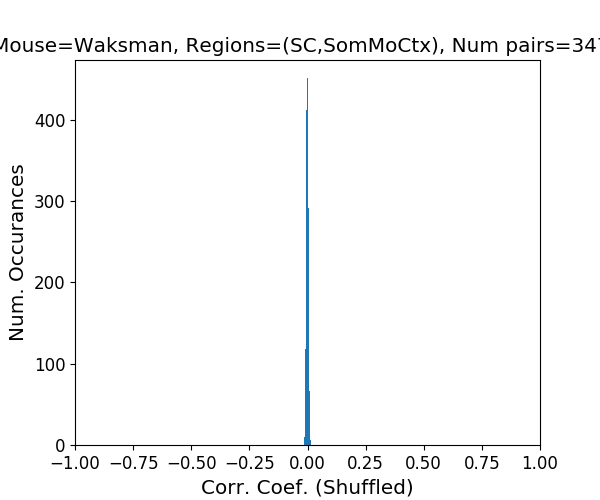 Mouse=Waksman, Regions=(SC,SomMoCtx), Num pairs=347
400
300
200
100
0
Num. Occurances
−1.00 −0.75 −0.50 −0.25 0.00 0.25 0.50 0.75 1.00
Corr. Coef. (Shuffled)